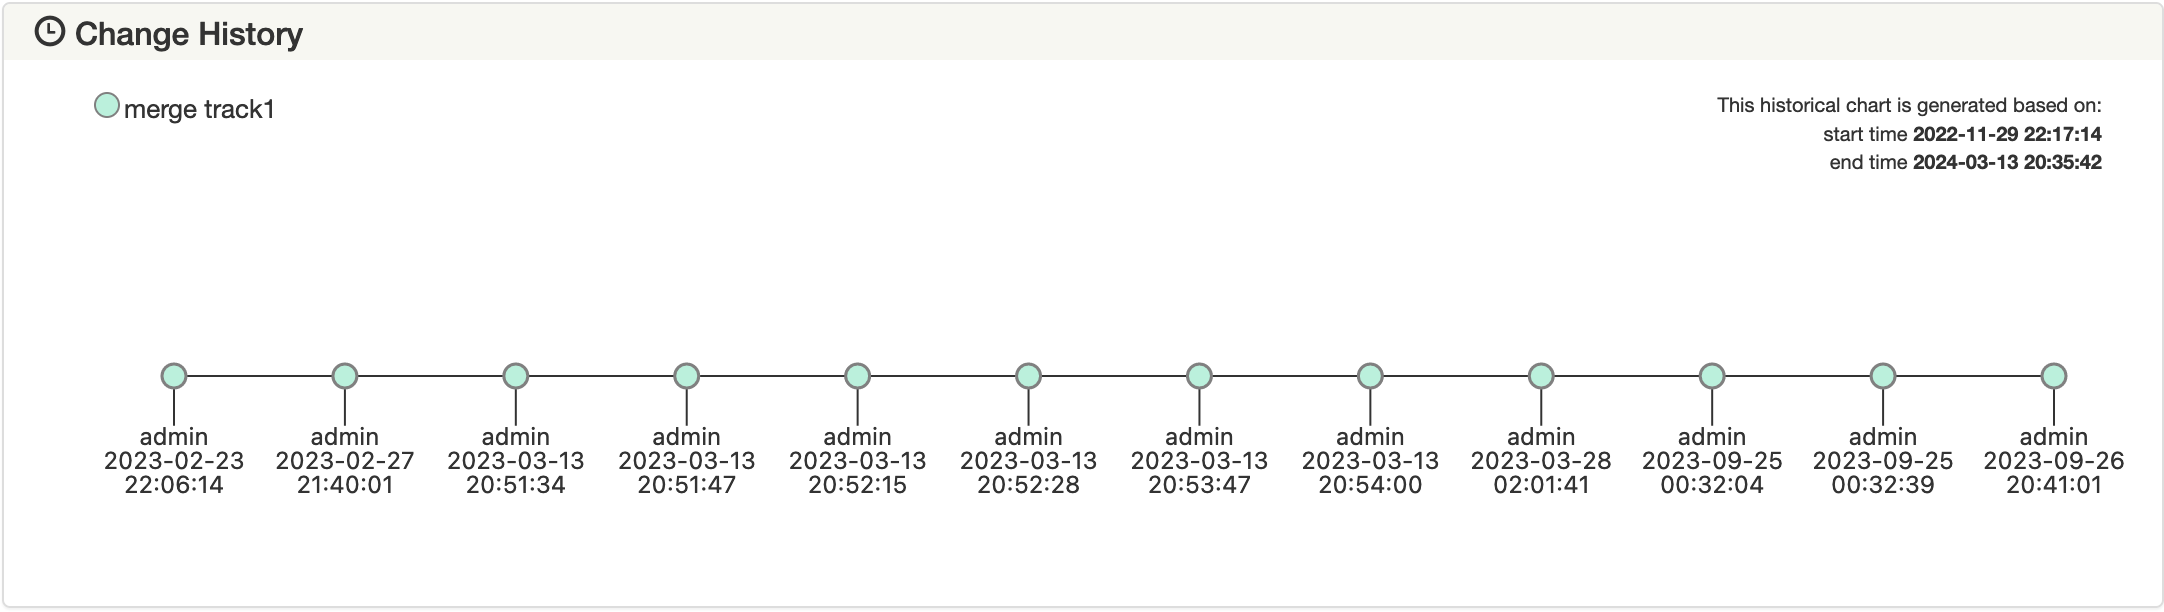 Change History
merge track1
This historical chart is generated based on:
start time 2022-11-29 22:17:14
end time 2024-03-13 20:35:42
admin
2023-02-23
22:06:14
admin
2023-02-27
21:40:01
admin
2023-03-13
20:51:34
admin
2023-03-13
20:51:47
admin
2023-03-13
20:52:15
admin
2023-03-13
20:52:28
admin
2023-03-13
20:53:47
admin
2023-03-13
20:54:00
admin
2023-03-28
02:01:41
admin
2023-09-25
00:32:04
admin
2023-09-25
00:32:39
admin
2023-09-26
20:41:01